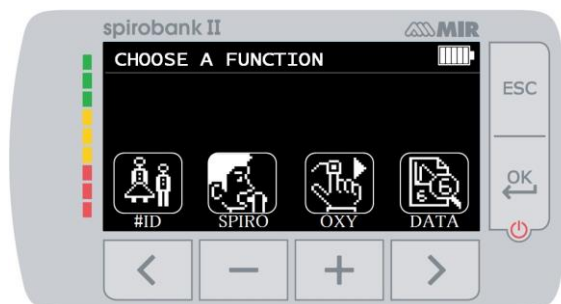 spirobank II
MIR
CHOOSE A FUNCTION
ESC
#ID SPIRO OXY DATA
OK
< − + >